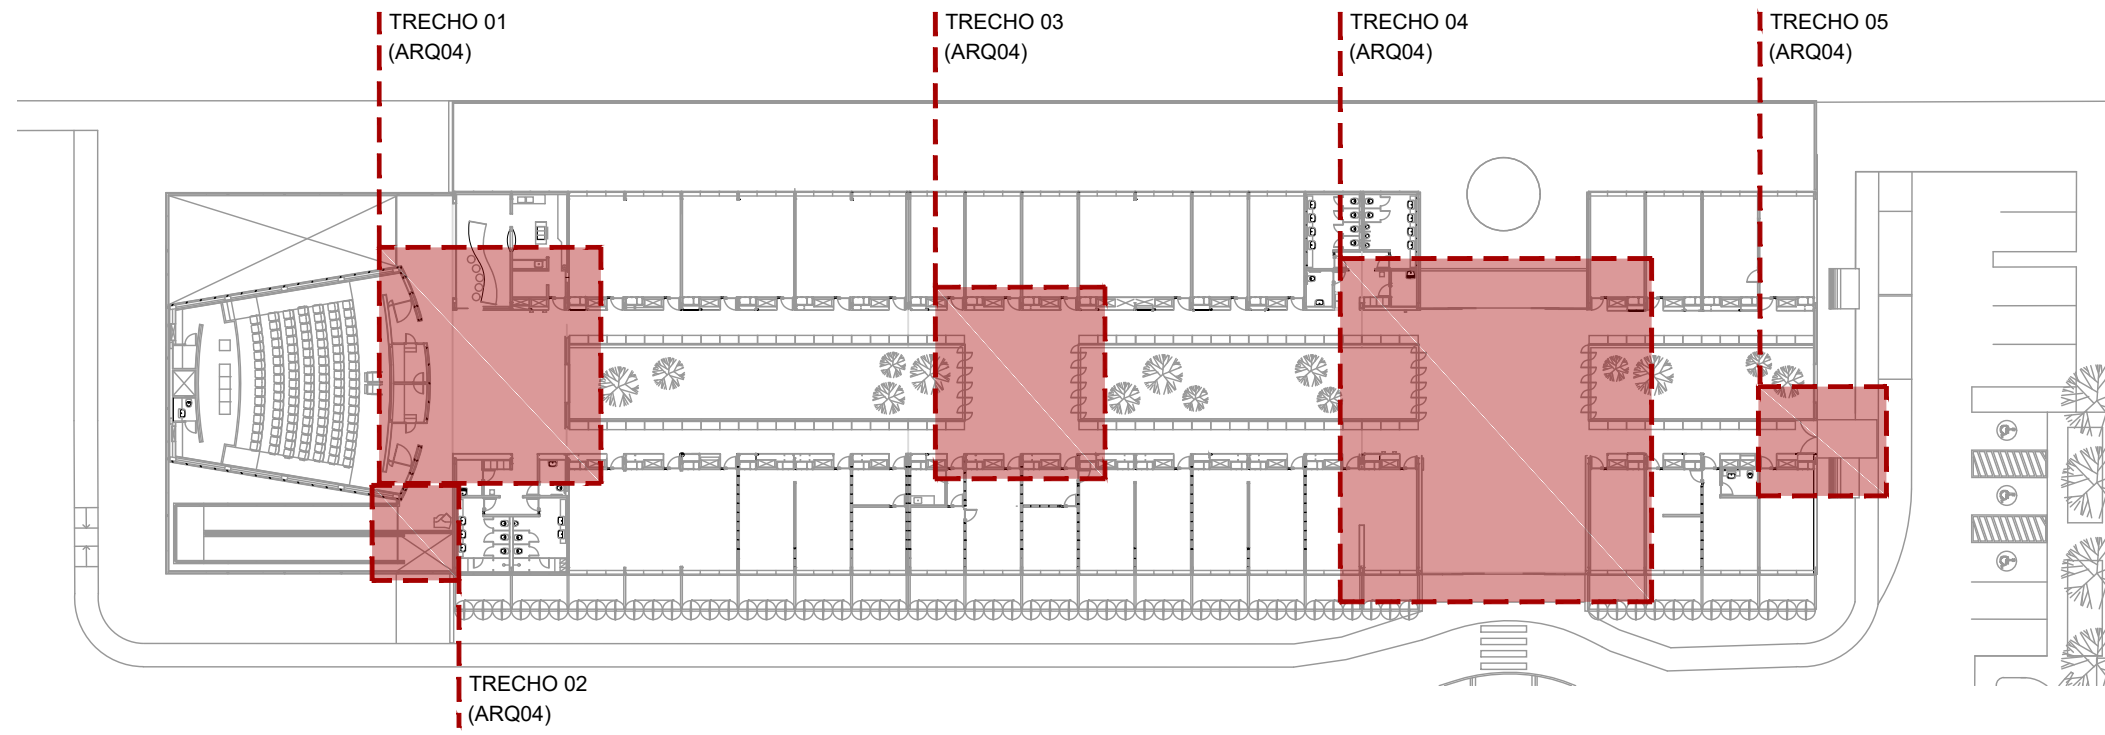 TRECHO 01
(ARQ04)
TRECHO 03
(ARQ04)
TRECHO 04
(ARQ04)
TRECHO 05
(ARQ04)
TRECHO 02
(ARQ04)